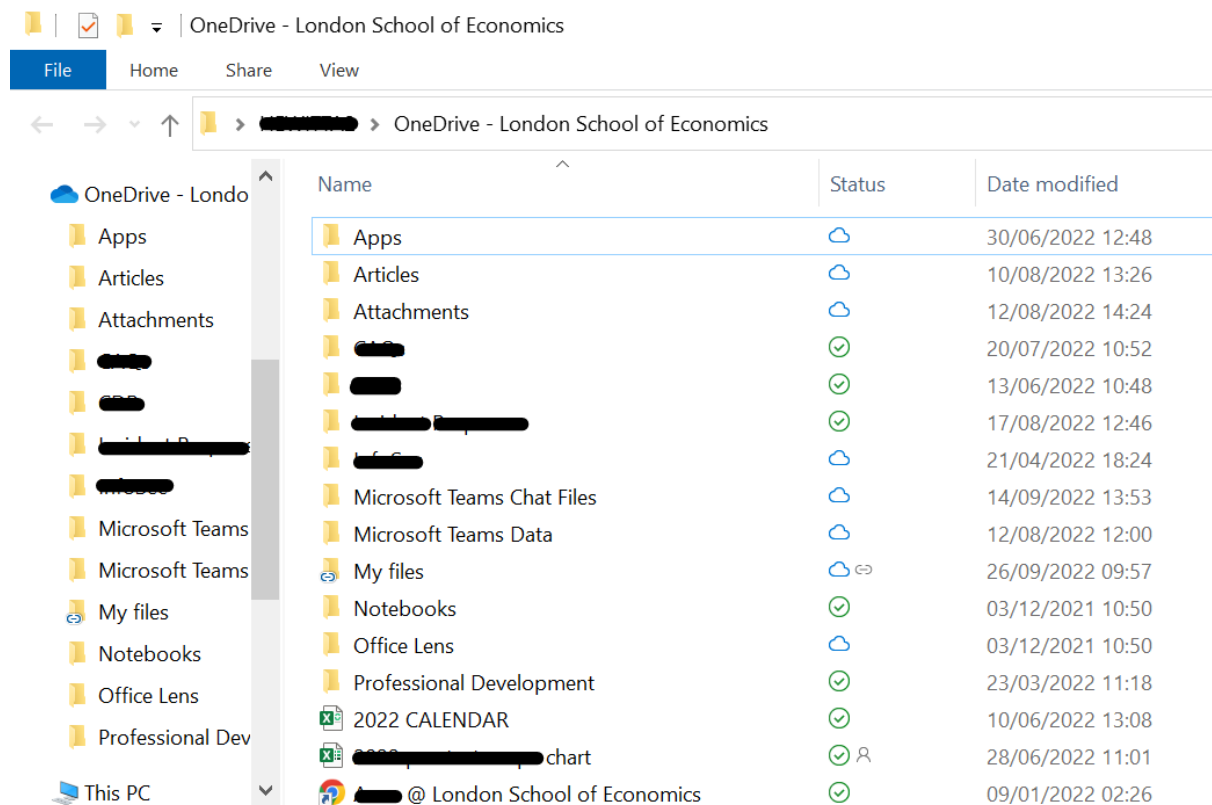 OneDrive - London School of Economics
File Home Share View
OneDrive - London School of Economics
Name Status Date modified
OneDrive - Londo
Apps
Articles
Attachments
Microsoft Teams
Microsoft Teams
My files
Notebooks
Office Lens
Professional Dev
This PC
Apps 30/06/2022 12:48
Articles 10/08/2022 13:26
Attachments 12/08/2022 14:24
20/07/2022 10:52
13/06/2022 10:48
17/08/2022 12:46
21/04/2022 18:24
Microsoft Teams Chat Files 14/09/2022 13:53
Microsoft Teams Data 12/08/2022 12:00
My files 26/09/2022 09:57
Notebooks 03/12/2021 10:50
Office Lens 03/12/2021 10:50
Professional Development 23/03/2022 11:18
2022 CALENDAR 10/06/2022 13:08
chart 28/06/2022 11:01
@ London School of Economics 09/01/2022 02:26